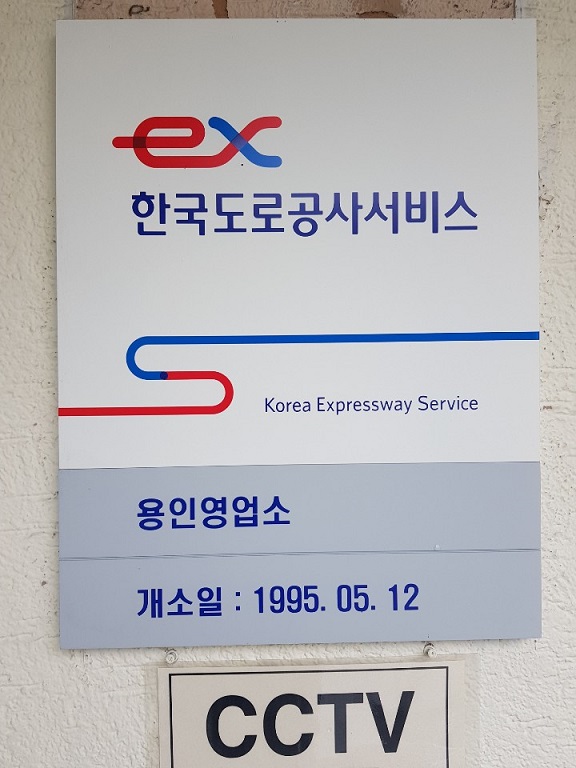 ex
한국도로공사서비스
Korea Expressway Service
용인영업소
개소일 : 1995. 05. 12
CCTV